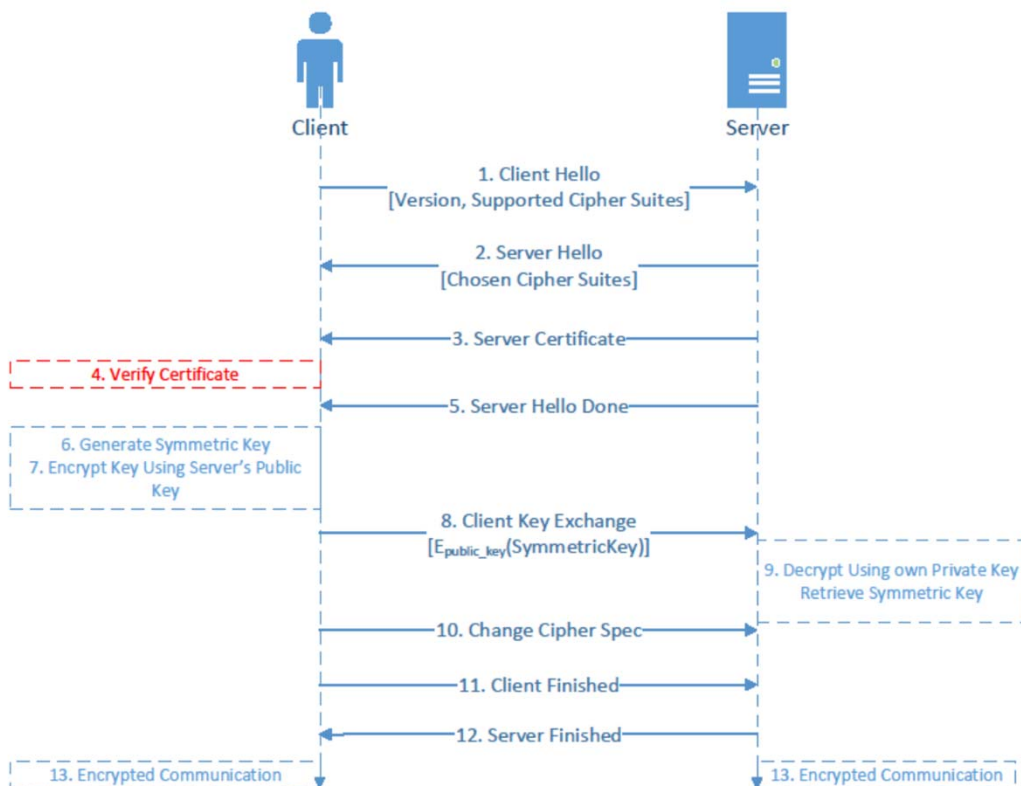 Client
Server
1. Client Hello
[Version, Supported Cipher Suites]
2. Server Hello
[Chosen Cipher Suites]
3. Server Certificate
4. Verify Certificate
5. Server Hello Done
6. Generate Symmetric Key
7. Encrypt Key Using Server's Public
Key
8. Client Key Exchange
[Epublic_key(SymmetricKey)]
9. Decrypt Using own Private Key
Retrieve Symmetric Key
10. Change Cipher Spec
11. Client Finished
12. Server Finished
13. Encrypted Communication
13. Encrypted Communication